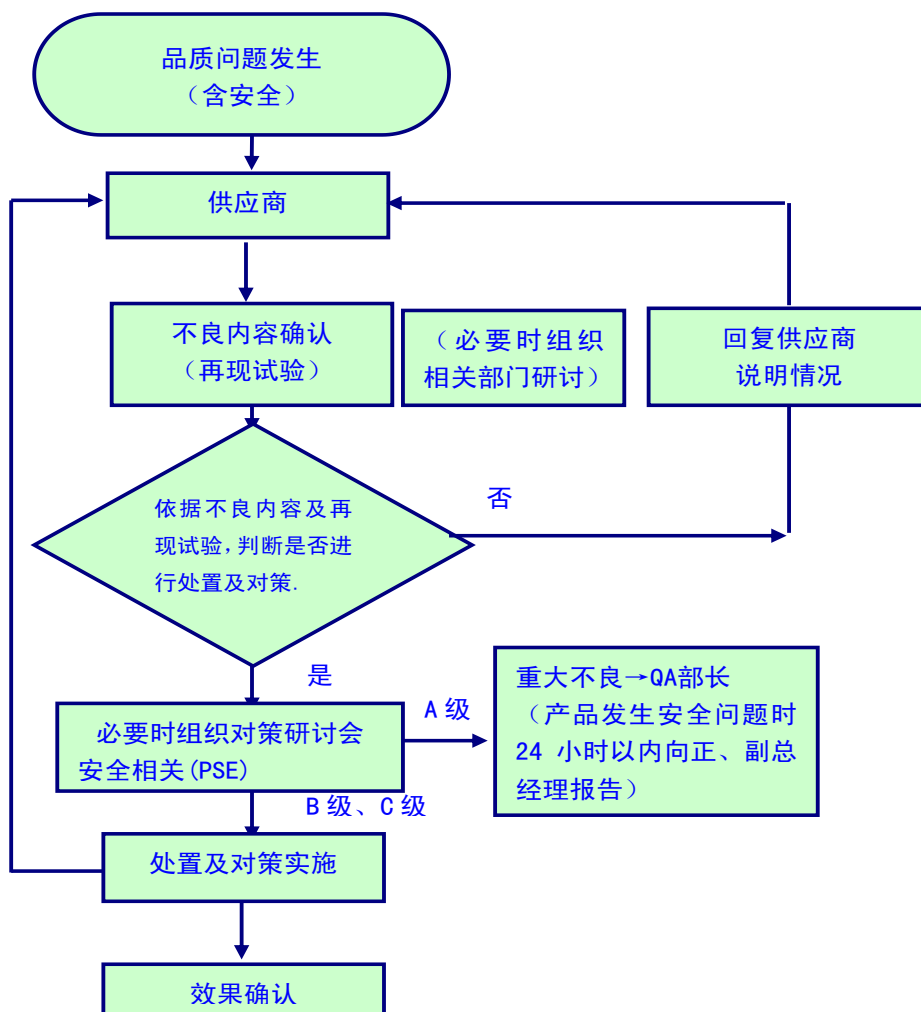 品质问题发生
（含安全）
供应商
不良内容确认
（再现试验）
（必要时组织
相关部门研讨）
回复供应商
说明情况
否
依据不良内容及再
现试验,判断是否进
行处置及对策.
是
必要时组织对策研讨会
安全相关(PSE)
A 级
重大不良→QA部长
（产品发生安全问题时
24 小时以内向正、副总
经理报告）
B 级、C 级
处置及对策实施
效果确认